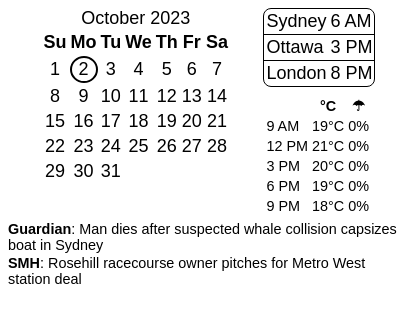 October 2023
Su Mo Tu We Th Fr Sa
1 2 3 4 5 6 7
8 9 10 11 12 13 14
15 16 17 18 19 20 21
22 23 24 25 26 27 28
29 30 31
Sydney 6 AM
Ottawa 3 PM
London 8 PM
°C ☂
9 AM 19°C 0%
12 PM 21°C 0%
3 PM 20°C 0%
6 PM 19°C 0%
9 PM 18°C 0%
Guardian: Man dies after suspected whale collision capsizes
boat in Sydney
SMH: Rosehill racecourse owner pitches for Metro West
station deal